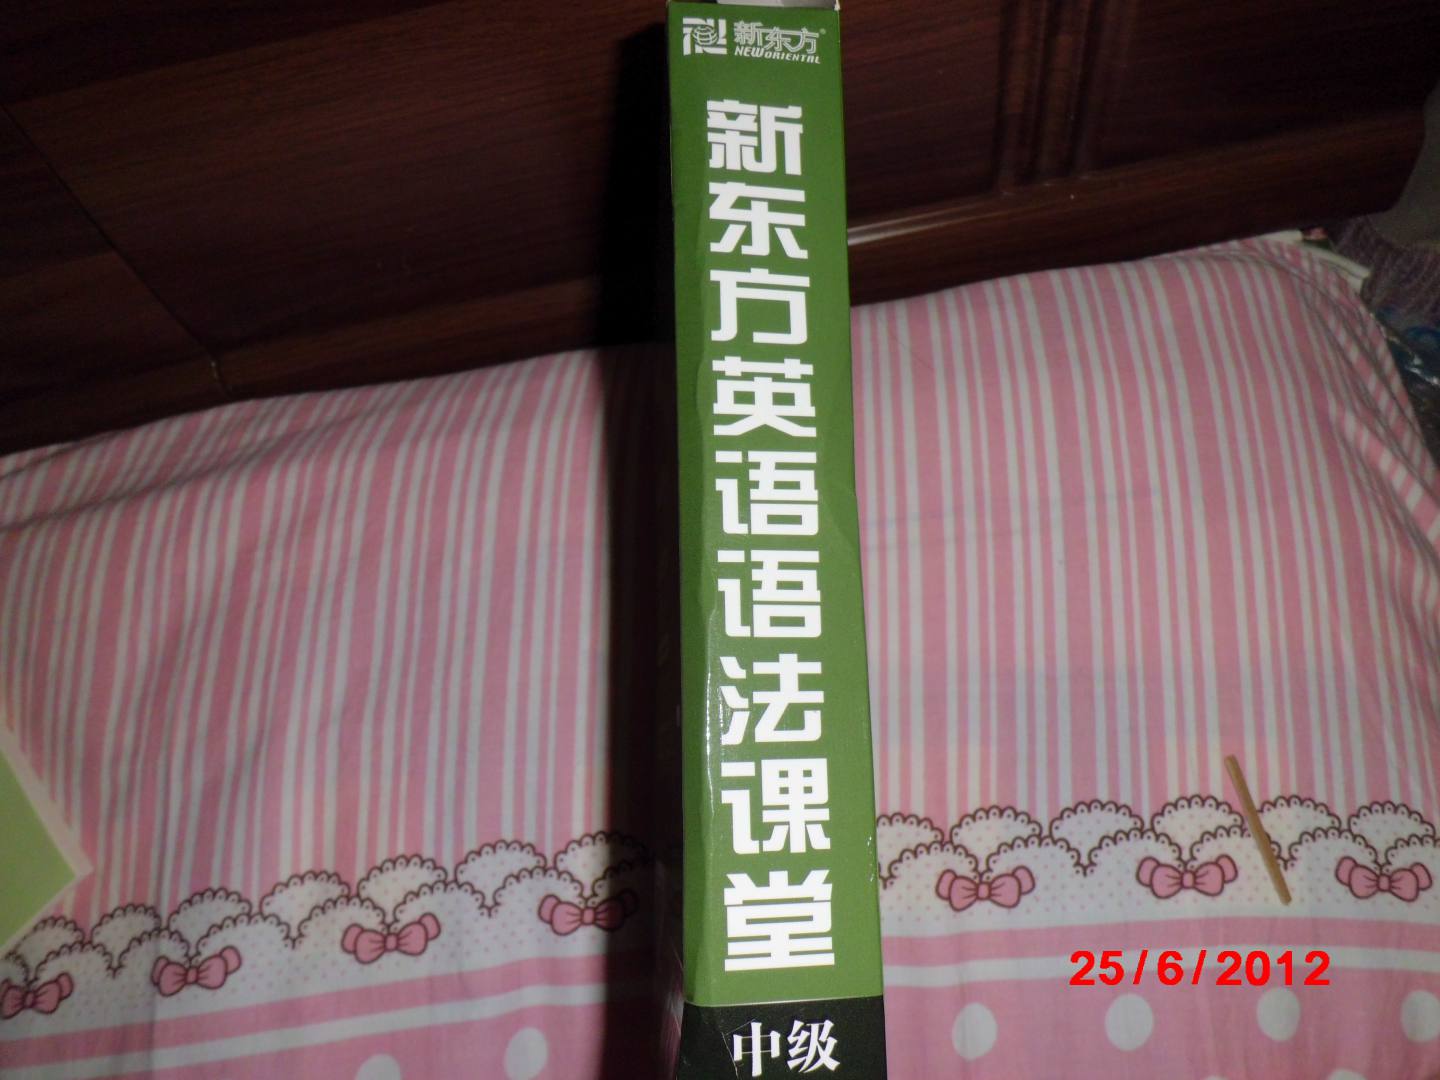 新东方
NEW ORIENTAL
新东方英语语法课堂
中级
25/6/2012